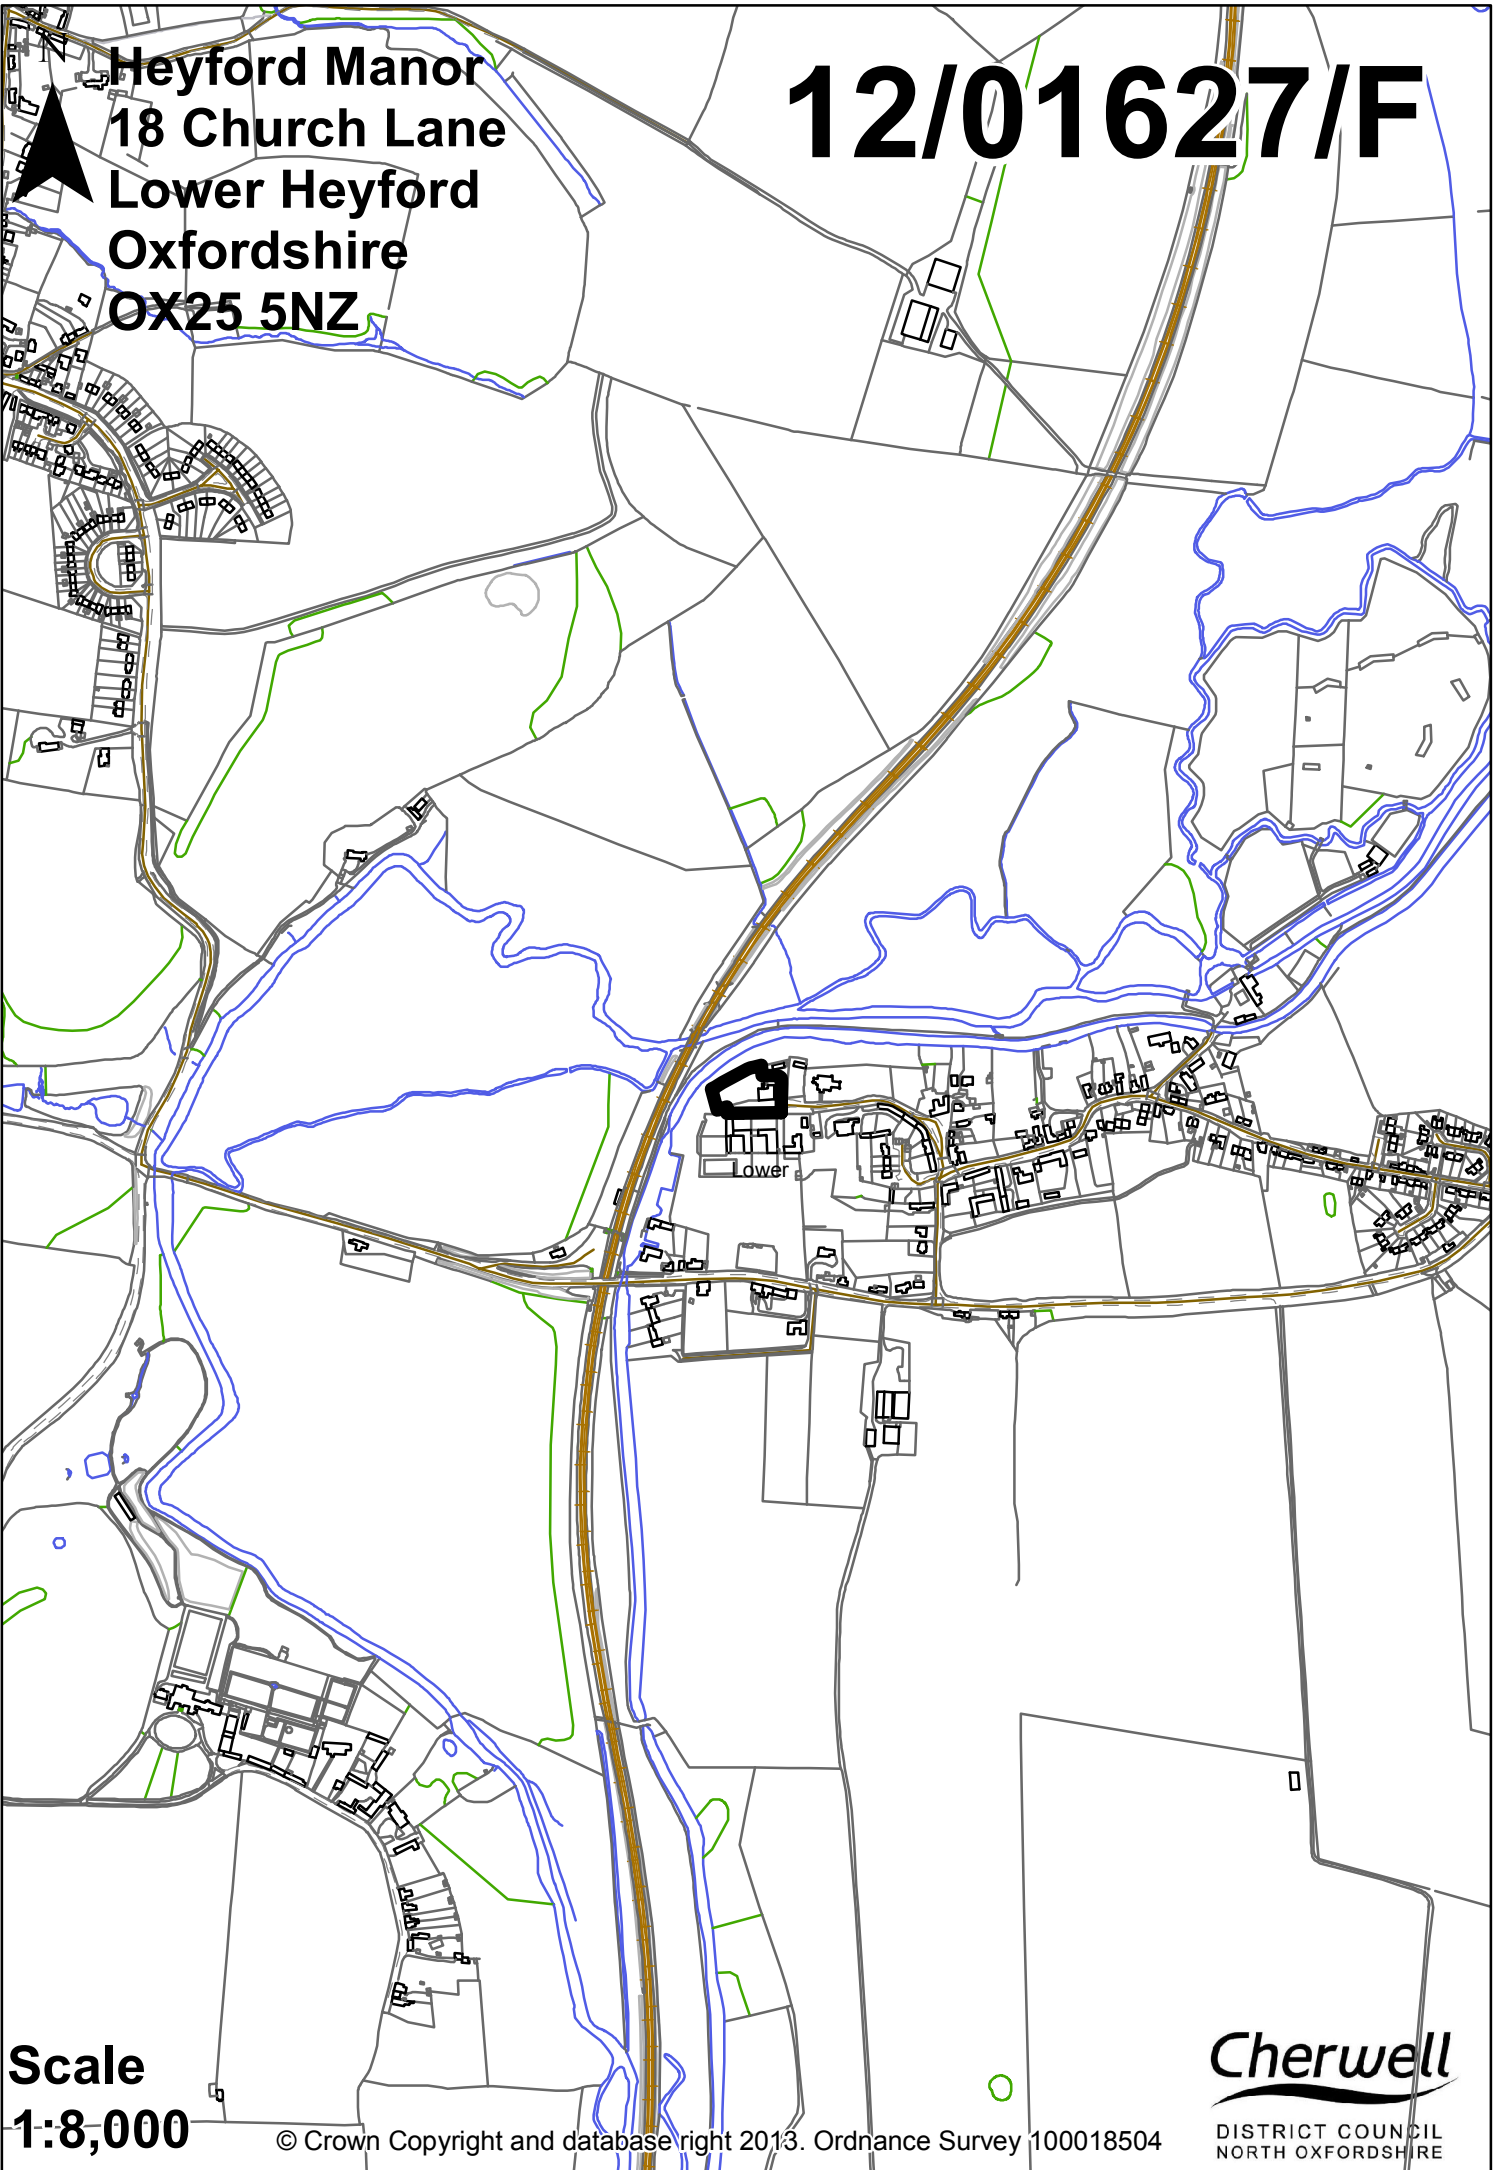 Heyford Manor
18 Church Lane
Lower Heyford
Oxfordshire
OX25 5NZ
12/01627/F
N
Lower
Scale
1:8,000
© Crown Copyright and database right 2013. Ordnance Survey 100018504
Cherwell
DISTRICT COUNCIL
NORTH OXFORDSHIRE